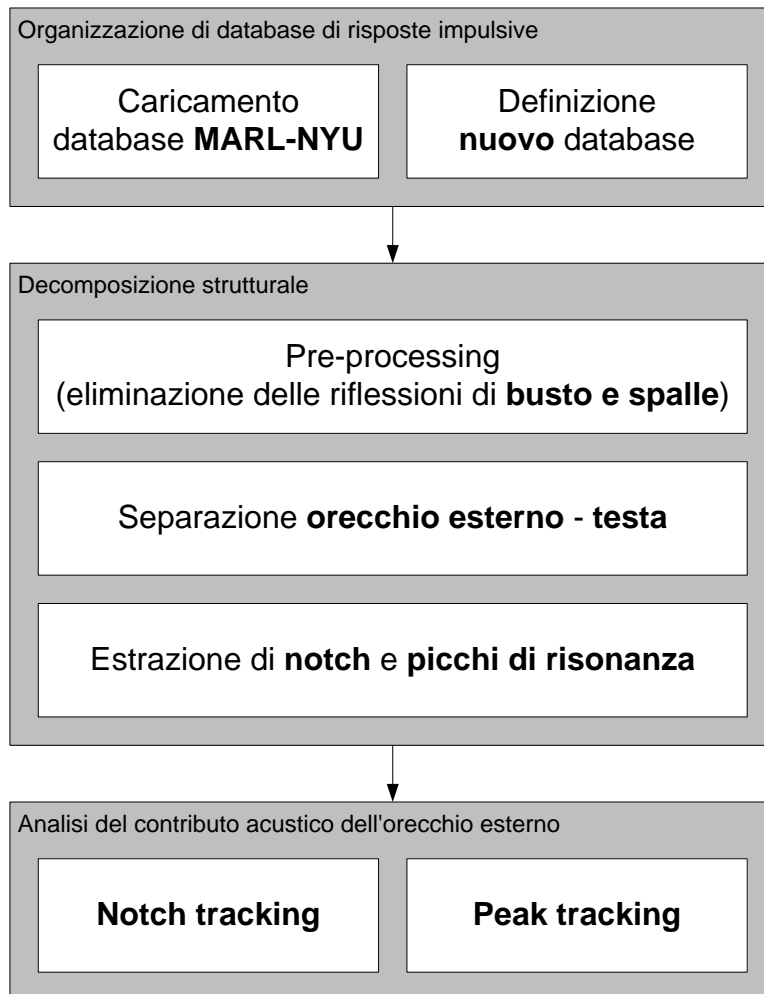 Organizzazione di database di risposte impulsive
Caricamento
database MARL-NYU
Definizione
nuovo database
Decomposizione strutturale
Pre-processing
(eliminazione delle riflessioni di busto e spalle)
Separazione orecchio esterno - testa
Estrazione di notch e picchi di risonanza
Analisi del contributo acustico dell'orecchio esterno
Notch tracking
Peak tracking